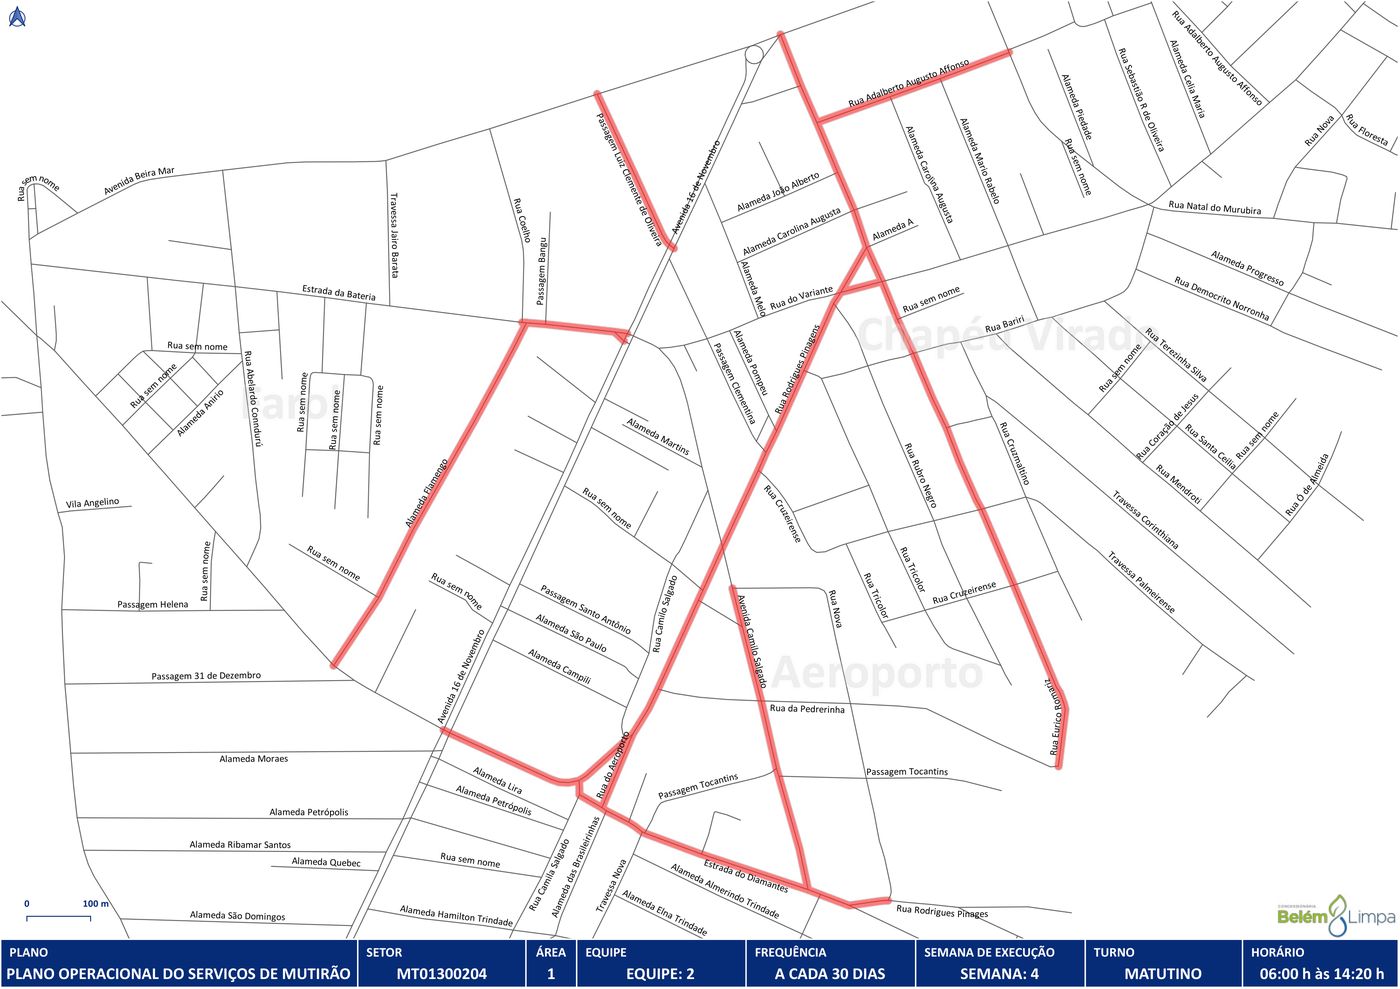 Rua sem nome
Avenida Beira Mar
Travessa Jairo Barata
Rua Coelho
Passagem Bangu
Passagem Luiz Clemente de Oliveira
Avenida 16 de Novembro
Rua Adalberto Augusto Affonso
Alameda Piedade
Rua Sebastião R de Oliveira
Alameda Celia Maria
Rua Adalberto Augusto Affonso
Rua Nova
Rua Floresta
Rua sem nome
Alameda Carolina Augusta
Alameda Mario Rabelo
Alameda João Alberto
Alameda Carolina Augusta
Alameda A
Alameda Melo
Rua do Variante
Rua sem nome
Rua Natal do Murubira
Alameda Progresso
Rua Democrito Norronha
Estrada da Bateria
Rua sem nome
Rua sem nome
Alameda Anirio
Rua Abelardo Conndurú
Farol
Rua sem nome
Rua sem nome
Rua sem nome
Chapéu Virado
Rua Bariri
Rua Terezinha Silva
Rua sem nome
Rua Coração de Jesus
Rua Santa Ceilia
Rua sem nome
Rua Mendroti
Rua Ó de Almeida
Passagem Clementina
Alameda Pompeu
Rua Rodrigues Pinagens
Alameda Martins
Rua sem nome
Rua Cruzeirense
Rua Rubro Negro
Rua Cruzmaltino
Travessa Corinthiana
Travessa Palmeirense
Alameda Flamengo
Vila Angelino
Rua sem nome
Rua sem nome
Passagem Helena
Rua sem nome
Passagem Santo Antônio
Alameda São Paulo
Alameda Campili
Rua Camilo Salgado
Avenida Camilo Salgado
Rua Nova
Rua Tricolor
Rua Tricolor
Rua Cruzeirense
Aeroporto
Passagem 31 de Dezembro
Avenida 16 de Novembro
Rua da Pedrerinha
Rua Eurico Romariz
Alameda Moraes
Alameda Lira
Alameda Petrópolis
Rua do Aeroporto
Passagem Tocantins
Passagem Tocantins
Alameda Petrópolis
Alameda Ribamar Santos
Alameda Quebec
Rua sem nome
Rua Camila Salgado
Alameda das Brasileirinhas
Travessa Nova
Estrada do Diamantes
Alameda Almerindo Trindade
Alameda Elna Trindade
Rua Rodrigues Pinages
Alameda São Domingos
Alameda Hamilton Trindade
0 100 m
CONCESSIONÁRIA
Belém Limpa
PLANO SETOR ÁREA EQUIPE FREQUÊNCIA SEMANA DE EXECUÇÃO TURNO HORÁRIO
PLANO OPERACIONAL DO SERVIÇOS DE MUTIRÃO MT01300204 1 EQUIPE: 2 A CADA 30 DIAS SEMANA: 4 MATUTINO 06:00 h às 14:20 h